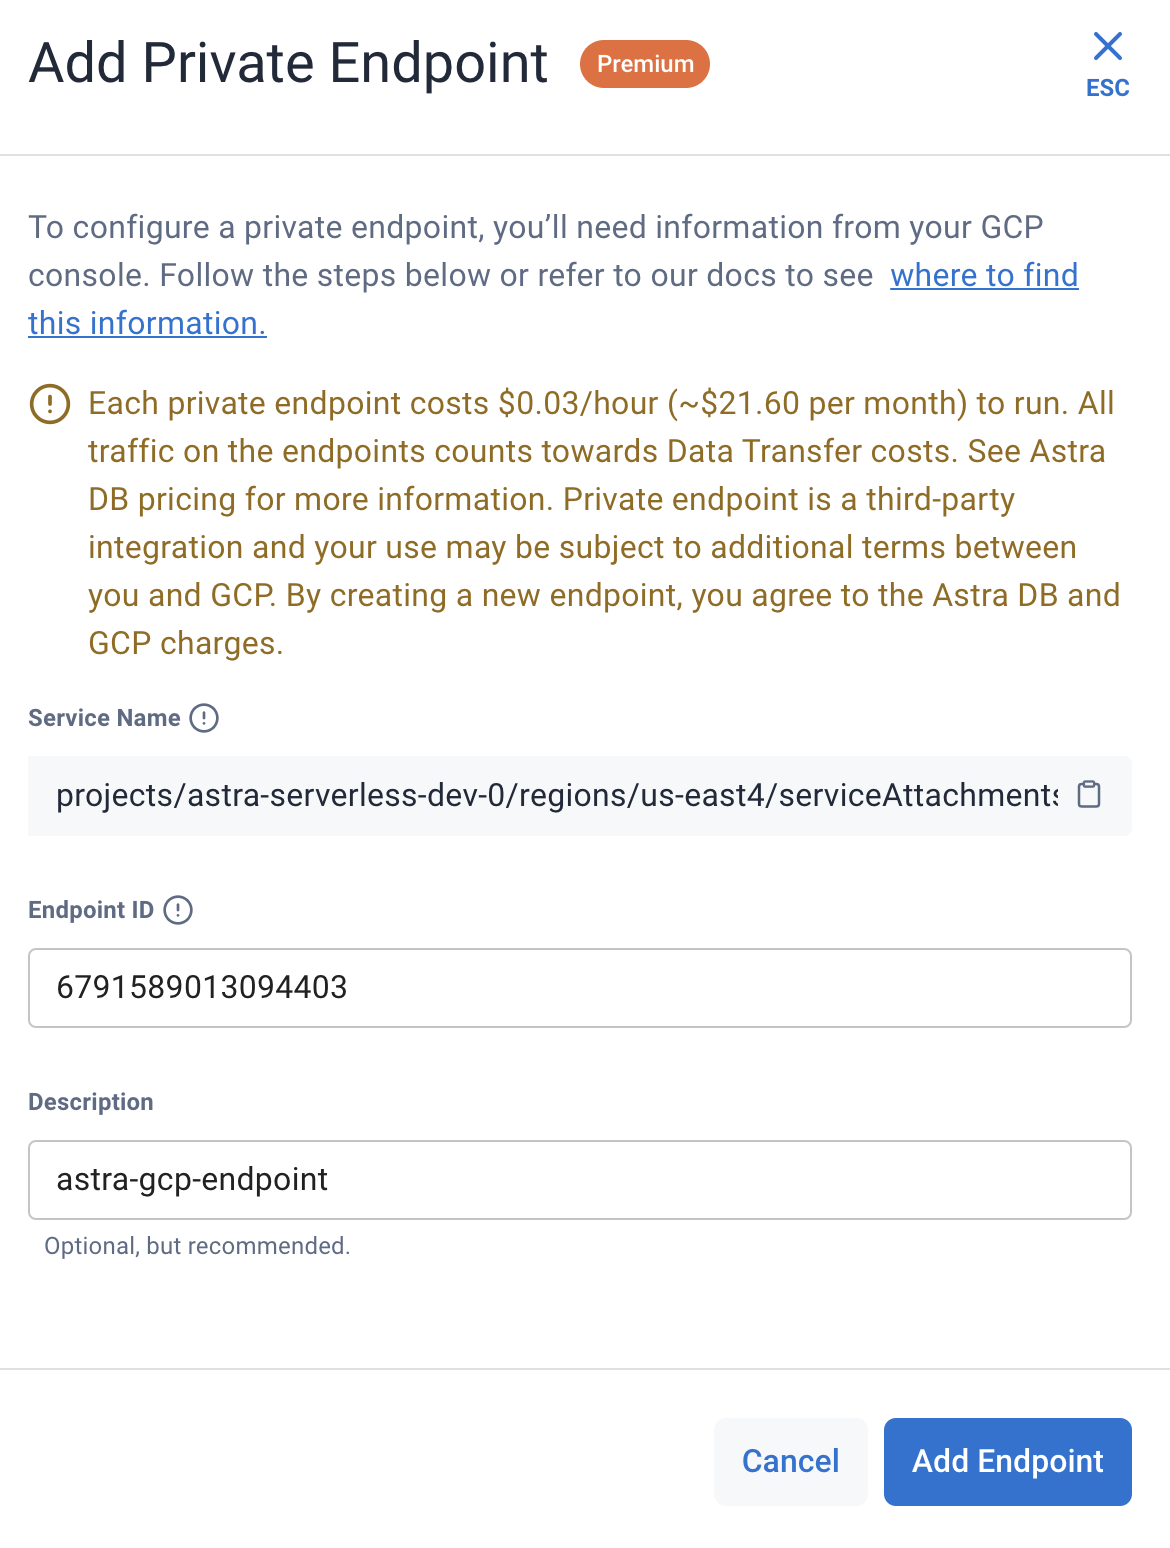 Add Private Endpoint
Premium
ESC
To configure a private endpoint, you’ll need information from your GCP
console. Follow the steps below or refer to our docs to see where to find
this information.
Each private endpoint costs $0.03/hour (~$21.60 per month) to run. All
traffic on the endpoints counts towards Data Transfer costs. See Astra
DB pricing for more information. Private endpoint is a third-party
integration and your use may be subject to additional terms between
you and GCP. By creating a new endpoint, you agree to the Astra DB and
GCP charges.
Service Name
projects/astra-serverless-dev-0/regions/us-east4/serviceAttachments
Endpoint ID
6791589013094403
Description
astra-gcp-endpoint
Optional, but recommended.
Cancel
Add Endpoint